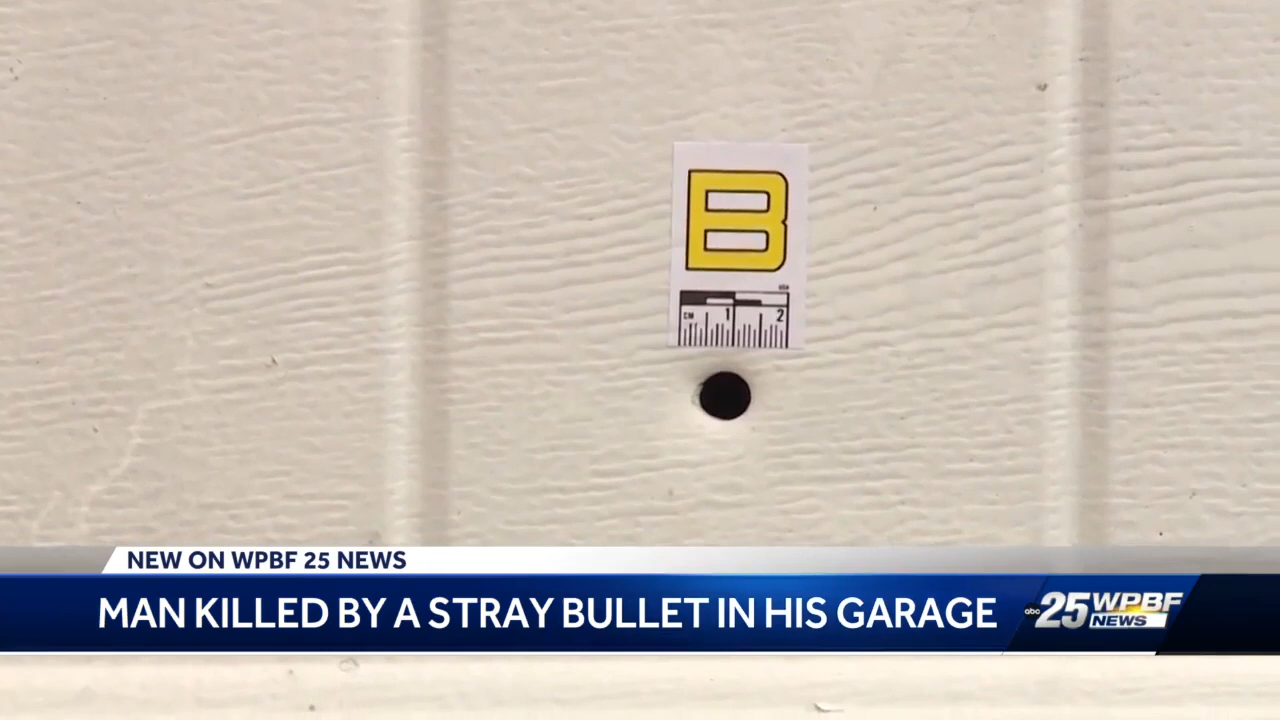 B
CM 1 2
NEW ON WPBF 25 NEWS
MAN KILLED BY A STRAY BULLET IN HIS GARAGE
abc 25 WPBF
NEWS